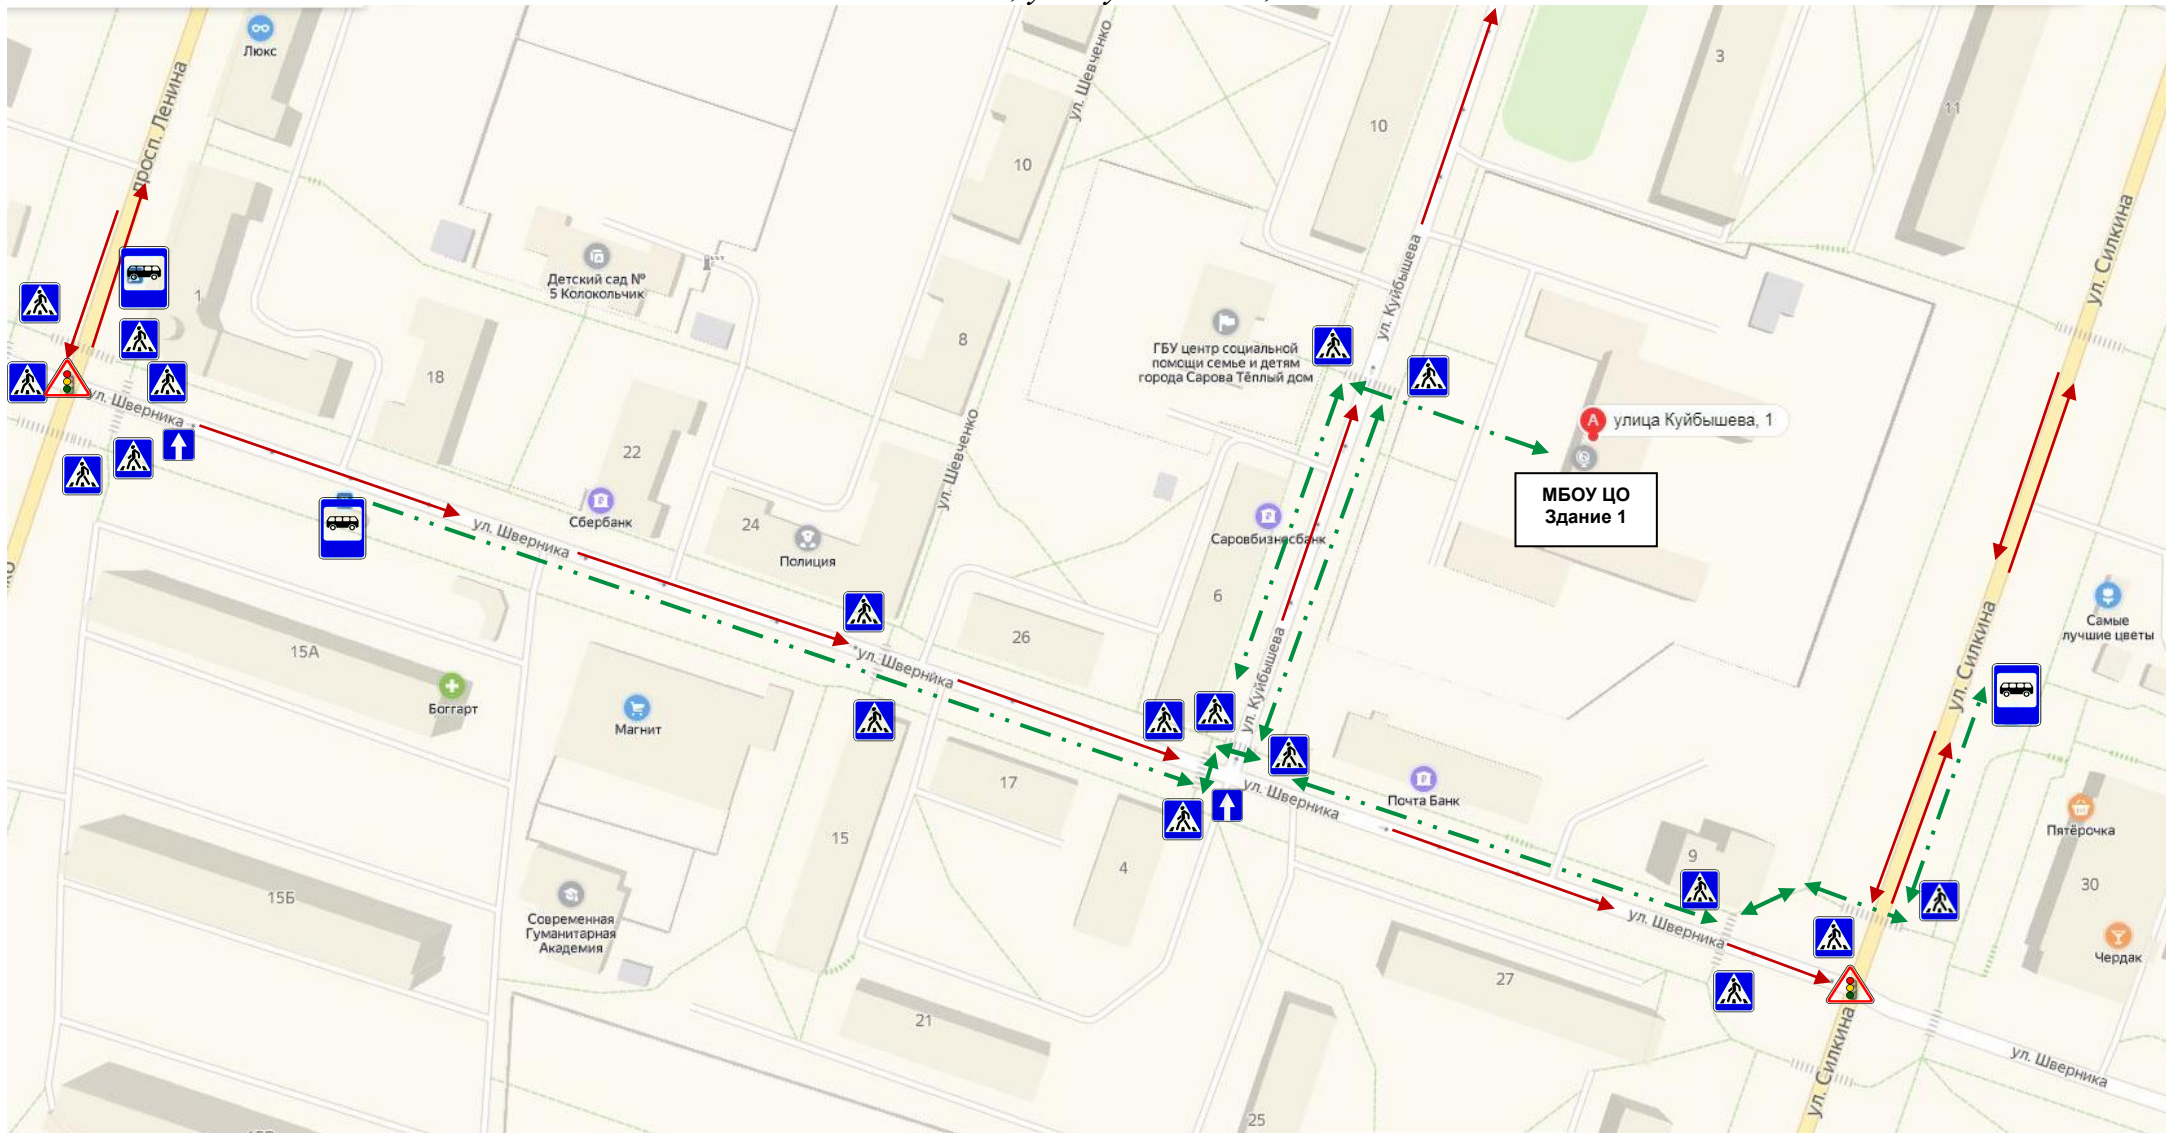 Люкс
просп. Ленина
ул. Шевченко
3
11
10
10
ул. Силкина
Детский сад №
5 Колокольчик
1
8
ул. Куйбышева
ГБУ центр социальной
помощи семье и детям
города Сарова Тёплый дом
18
ул. Шверника
22
А
улица Куйбышева, 1
МБОУ ЦО
Здание 1
Сбербанк
ул. Шверника
24
Полиция
ул. Шевченко
Саровбизнесбанк
6
26
15А
Боггарт
Магнит
ул. Шверника
ул. Куйбышева
ул. Силкина
Самые
лучшие цветы
17
15
4
ул. Шверника
Почта Банк
9
Пятёрочка
30
15Б
Современная
Гуманитарная
Академия
ул. Шверника
Чердак
27
21
25
ул. Силкина
ул. Шверника